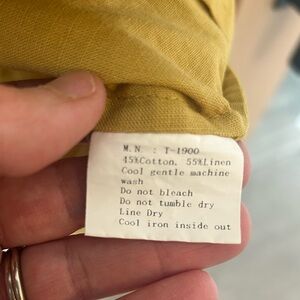 M.N : T-1900
45%Cotton. 55%Linen
Cool gentle machine
wash
Do not bleach
Do not tumble dry
Line Dry
Cool iron inside out